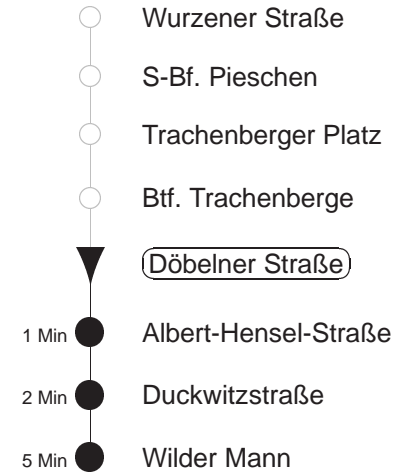 Wurzener Straße
S-Bf. Pieschen
Trachenberger Platz
Btf. Trachenberge
Döbelner Straße
1 Min Albert-Hensel-Straße
2 Min Duckwitzstraße
5 Min Wilder Mann